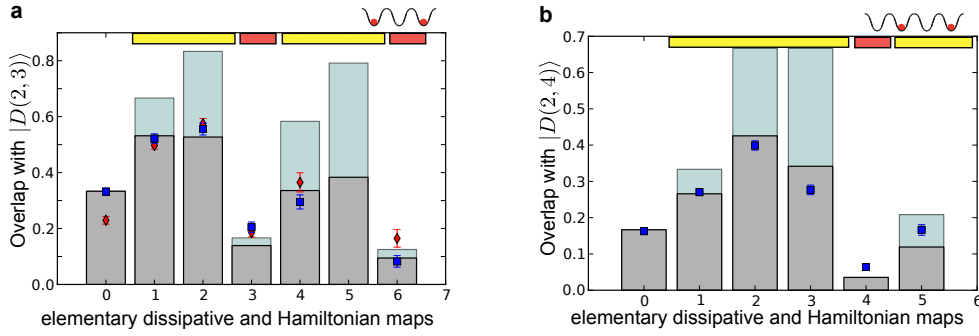 a
b
Overlap with |D(2,3)⟩
0.8
0.6
0.4
0.2
0.0
0 1 2 3 4 5 6 7
elementary dissipative and Hamiltonian maps
Overlap with |D(2,4)⟩
0.7
0.6
0.5
0.4
0.3
0.2
0.1
0.0
0 1 2 3 4 5 6
elementary dissipative and Hamiltonian maps